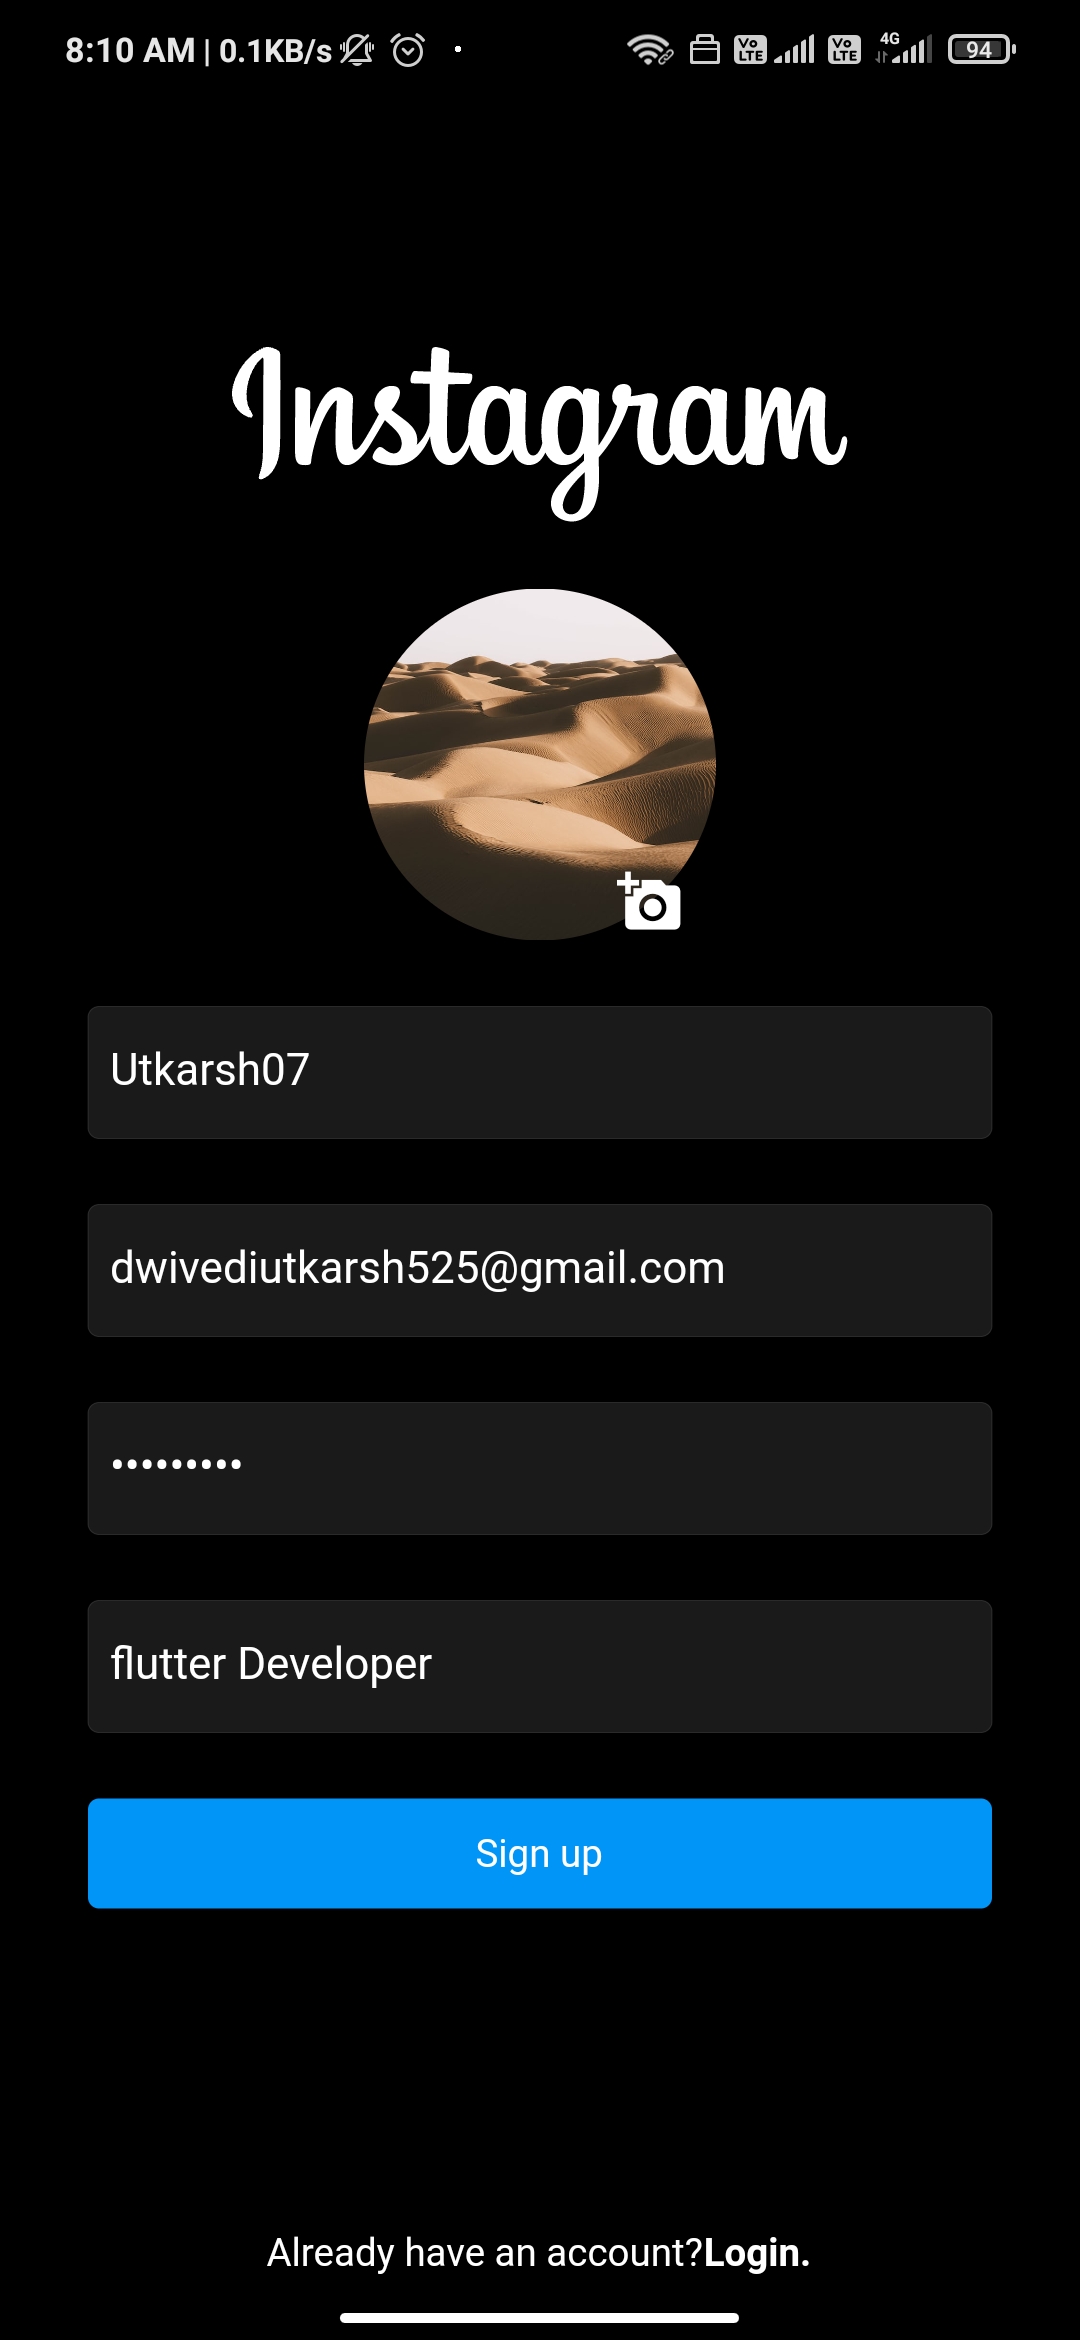 8:10 AM | 0.1KB/s Vo LTE Vo LTE 4G 94
Instagram
Utkarsh07
dwivediutkarsh525@gmail.com
•••••••••
flutter Developer
Sign up
Already have an account?Login.